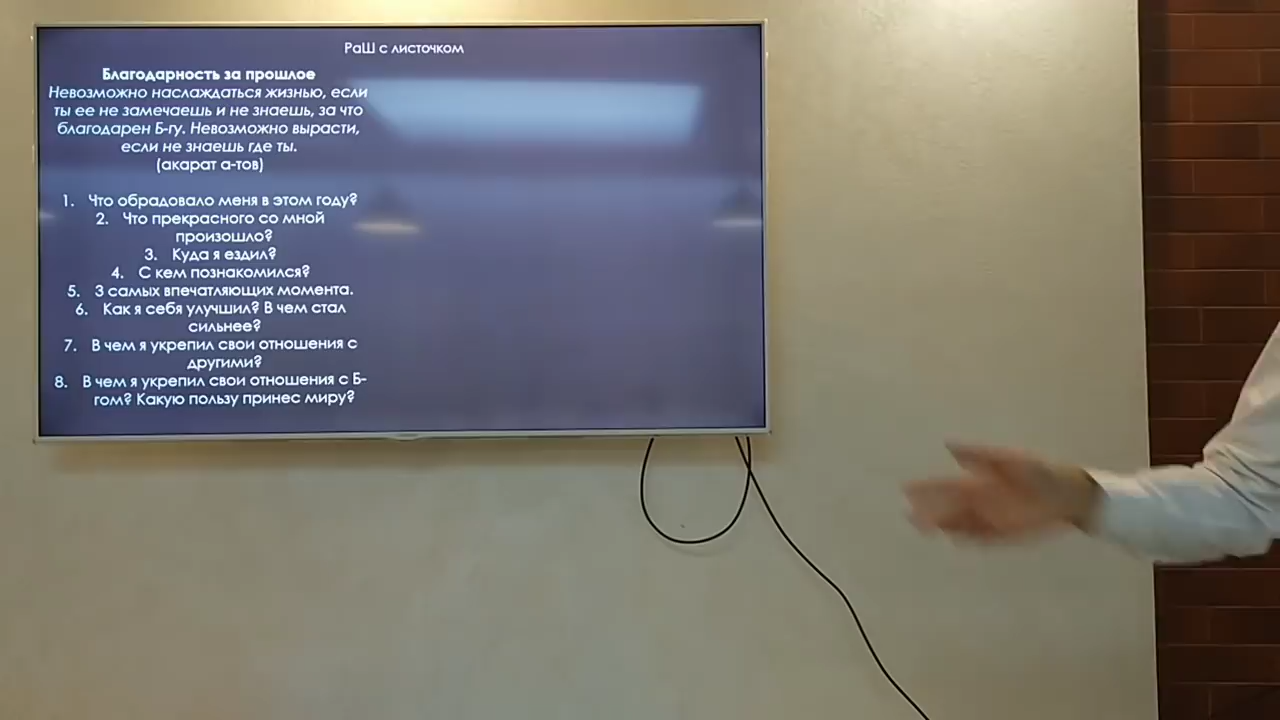 РаШ с листочком
Благодарность за прошлое
Невозможно наслаждаться жизнью, если
ты ее не замечаешь и не знаешь, за что
благодарен Б-гу. Невозможно вырасти,
если не знаешь где ты.
(акарат а-тов)
1. Что обрадовало меня в этом году?
2. Что прекрасного со мной
произошло?
3. Куда я ездил?
4. С кем познакомился?
5. 3 самых впечатляющих момента.
6. Как я себя улучшил? В чем стал
сильнее?
7. В чем я укрепил свои отношения с
другими?
8. В чем я укрепил свои отношения с Б-
гом? Какую пользу принес миру?